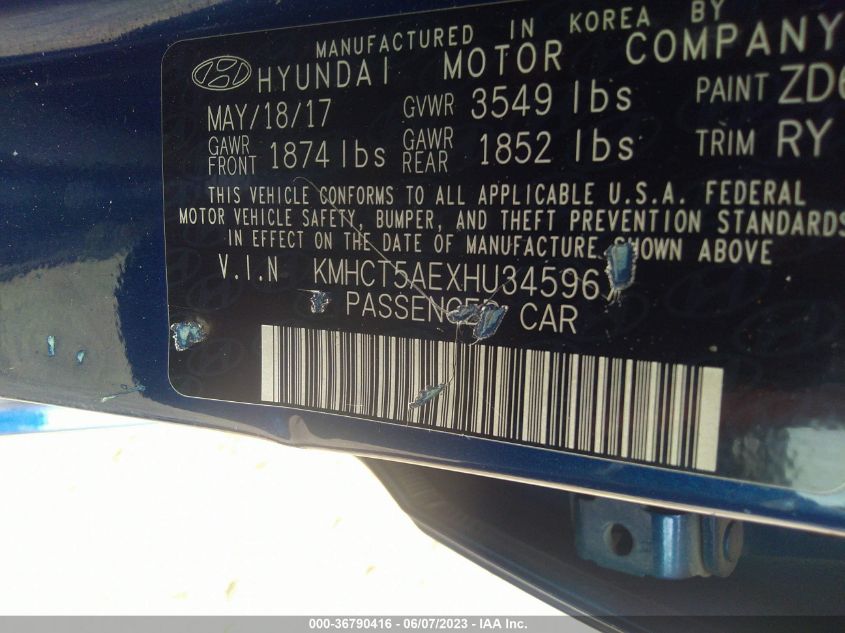 MANUFACTURED IN KOREA BY
HYUNDAI MOTOR COMPANY
MAY/18/17 GVWR 3549 lbs PAINT ZD6
GAWR FRONT 1874 lbs GAWR REAR 1852 lbs TRIM RY
THIS VEHICLE CONFORMS TO ALL APPLICABLE U.S.A. FEDERAL
MOTOR VEHICLE SAFETY, BUMPER, AND THEFT PREVENTION STANDARDS
IN EFFECT ON THE DATE OF MANUFACTURE SHOWN ABOVE
V.I.N KMHCT5AEXHU34596
PASSENGER CAR
000-36790416 - 06/07/2023 - IAA Inc.